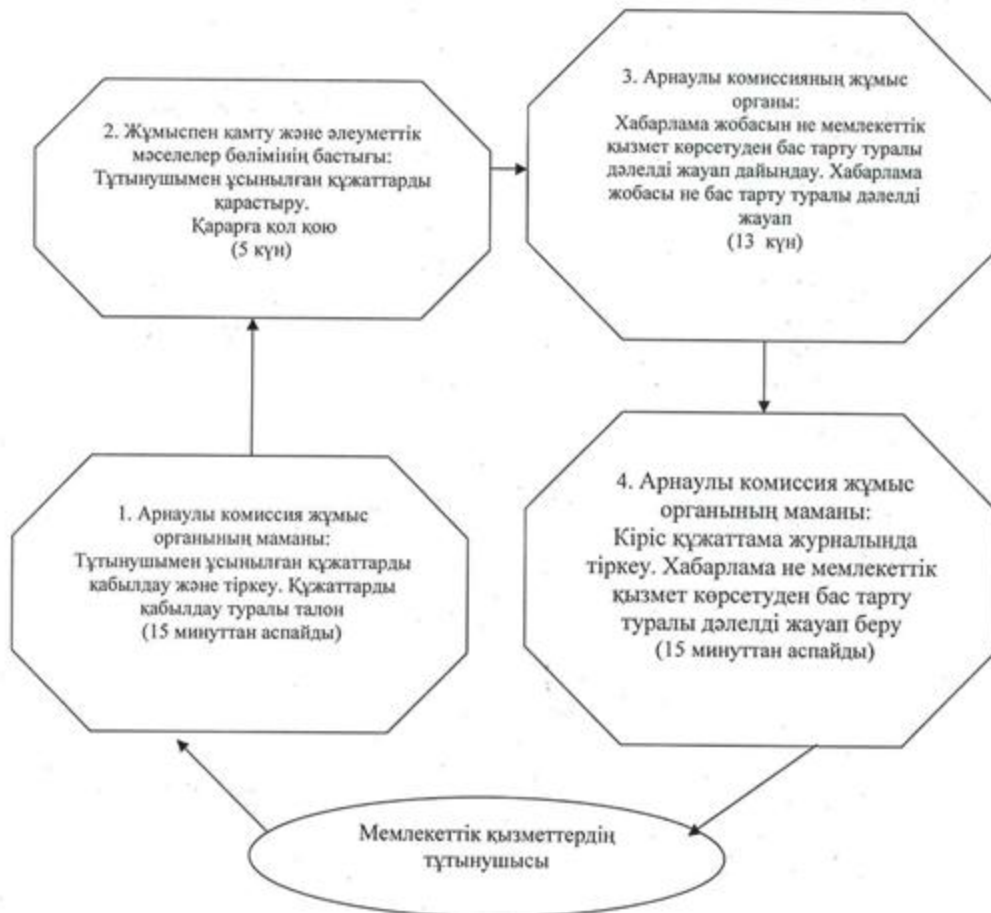 2. Жұмыспен қамту және әлеуметтік
мәселелер бөлімінің бастығы:
Тұтынушымен ұсынылған құжаттарды
қарастыру.
Қарарға қол қою
(5 күн)
3. Арнаулы комиссияның жұмыс
органы:
Хабарлама жобасын не мемлекеттік
қызмет көрсетуден бас тарту туралы
дәлелді жауап дайындау. Хабарлама
жобасы не бас тарту туралы дәлелді
жауап
(13 күн)
1. Арнаулы комиссия жұмыс
органының маманы:
Тұтынушымен ұсынылған құжаттарды
қабылдау және тіркеу. Құжаттарды
қабылдау туралы талон
(15 минуттан аспайды)
4. Арнаулы комиссия жұмыс
органының маманы:
Кіріс құжаттама журналында
тіркеу. Хабарлама не мемлекеттік
қызмет көрсетуден бас тарту
туралы дәлелді жауап беру
(15 минуттан аспайды)
Мемлекеттік қызметтердің
тұтынушысы